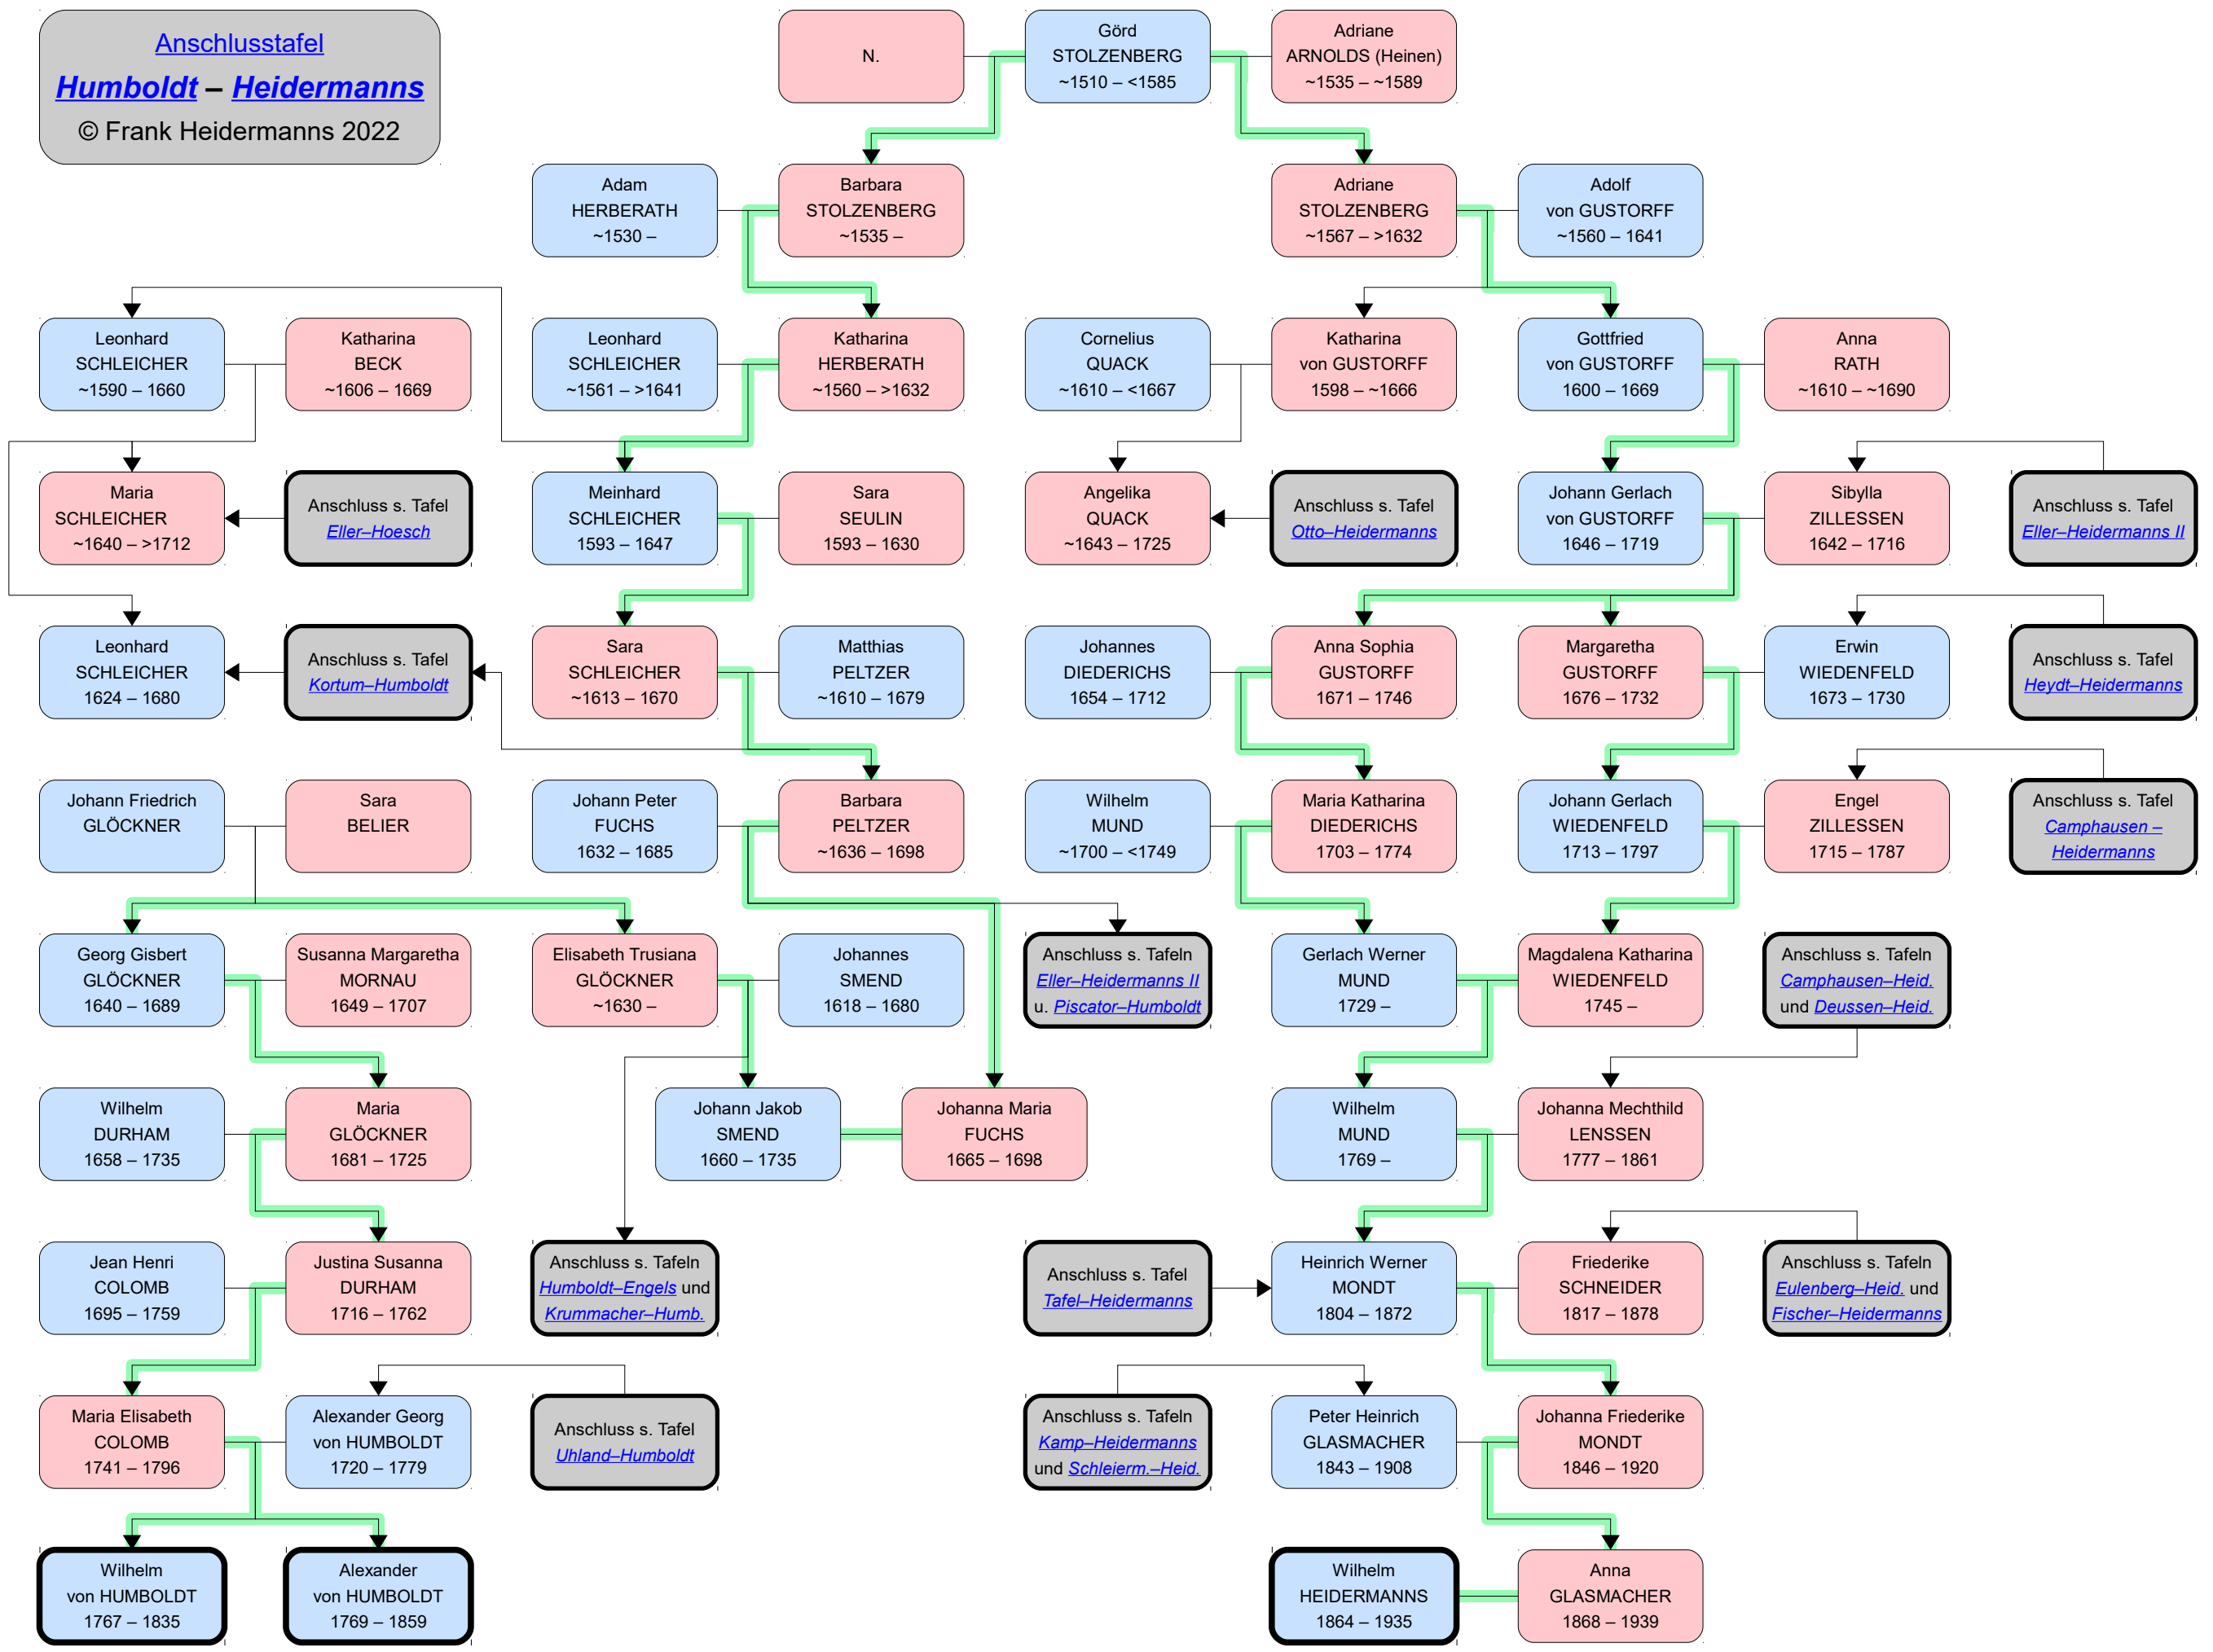 Anschlusstafel
Humboldt – Heidermanns
© Frank Heidermanns 2022
N.
Görd
STOLZENBERG
~1510 – <1585
Adriane
ARNOLDS (Heinen)
~1535 – ~1589
Adam
HERBERATH
~1530 –
Barbara
STOLZENBERG
~1535 –
Adriane
STOLZENBERG
~1567 – >1632
Adolf
von GUSTORFF
~1560 – 1641
Leonhard
SCHLEICHER
~1590 – 1660
Katharina
BECK
~1606 – 1669
Leonhard
SCHLEICHER
~1561 – >1641
Katharina
HERBERATH
~1560 – >1632
Cornelius
QUACK
~1610 – <1667
Katharina
von GUSTORFF
1598 – ~1666
Gottfried
von GUSTORFF
1600 – 1669
Anna
RATH
~1610 – ~1690
Maria
SCHLEICHER
~1640 – >1712
Anschluss s. Tafel
Eller–Hoesch
Meinhard
SCHLEICHER
1593 – 1647
Sara
SEULIN
1593 – 1630
Angelika
QUACK
~1643 – 1725
Anschluss s. Tafel
Otto–Heidermanns
Johann Gerlach
von GUSTORFF
1646 – 1719
Sibylla
ZILLESSEN
1642 – 1716
Anschluss s. Tafel
Eller–Heidermanns II
Leonhard
SCHLEICHER
1624 – 1680
Anschluss s. Tafel
Kortum–Humboldt
Sara
SCHLEICHER
~1613 – 1670
Matthias
PELTZER
~1610 – 1679
Johannes
DIEDERICHS
1654 – 1712
Anna Sophia
GUSTORFF
1671 – 1746
Margaretha
GUSTORFF
1676 – 1732
Erwin
WIEDENFELD
1673 – 1730
Anschluss s. Tafel
Heydt–Heidermanns
Johann Friedrich
GLÖCKNER
Sara
BELIER
Johann Peter
FUCHS
1632 – 1685
Barbara
PELTZER
~1636 – 1698
Wilhelm
MUND
~1700 – <1749
Maria Katharina
DIEDERICHS
1703 – 1774
Johann Gerlach
WIEDENFELD
1713 – 1797
Engel
ZILLESSEN
1715 – 1787
Anschluss s. Tafel
Camphausen –
Heidermanns
Georg Gisbert
GLÖCKNER
1640 – 1689
Susanna Margaretha
MORNAU
1649 – 1707
Elisabeth Trusiana
GLÖCKNER
~1630 –
Johannes
SMEND
1618 – 1680
Anschluss s. Tafeln
Eller–Heidermanns II
u. Piscator–Humboldt
Gerlach Werner
MUND
1729 –
Magdalena Katharina
WIEDENFELD
1745 –
Anschluss s. Tafeln
Camphausen–Heid.
und Deussen–Heid.
Wilhelm
DURHAM
1658 – 1735
Maria
GLÖCKNER
1681 – 1725
Johann Jakob
SMEND
1660 – 1735
Johanna Maria
FUCHS
1665 – 1698
Wilhelm
MUND
1769 –
Johanna Mechthild
LENSSEN
1777 – 1861
Jean Henri
COLOMB
1695 – 1759
Justina Susanna
DURHAM
1716 – 1762
Anschluss s. Tafeln
Humboldt–Engels und
Krummacher–Humb.
Anschluss s. Tafel
Tafel–Heidermanns
Heinrich Werner
MONDT
1804 – 1872
Friederike
SCHNEIDER
1817 – 1878
Anschluss s. Tafeln
Eulenberg–Heid. und
Fischer–Heidermanns
Maria Elisabeth
COLOMB
1741 – 1796
Alexander Georg
von HUMBOLDT
1720 – 1779
Anschluss s. Tafel
Uhland–Humboldt
Anschluss s. Tafeln
Kamp–Heidermanns
und Schleierm.–Heid.
Peter Heinrich
GLASMACHER
1843 – 1908
Johanna Friederike
MONDT
1846 – 1920
Wilhelm
von HUMBOLDT
1767 – 1835
Alexander
von HUMBOLDT
1769 – 1859
Wilhelm
HEIDERMANNS
1864 – 1935
Anna
GLASMACHER
1868 – 1939